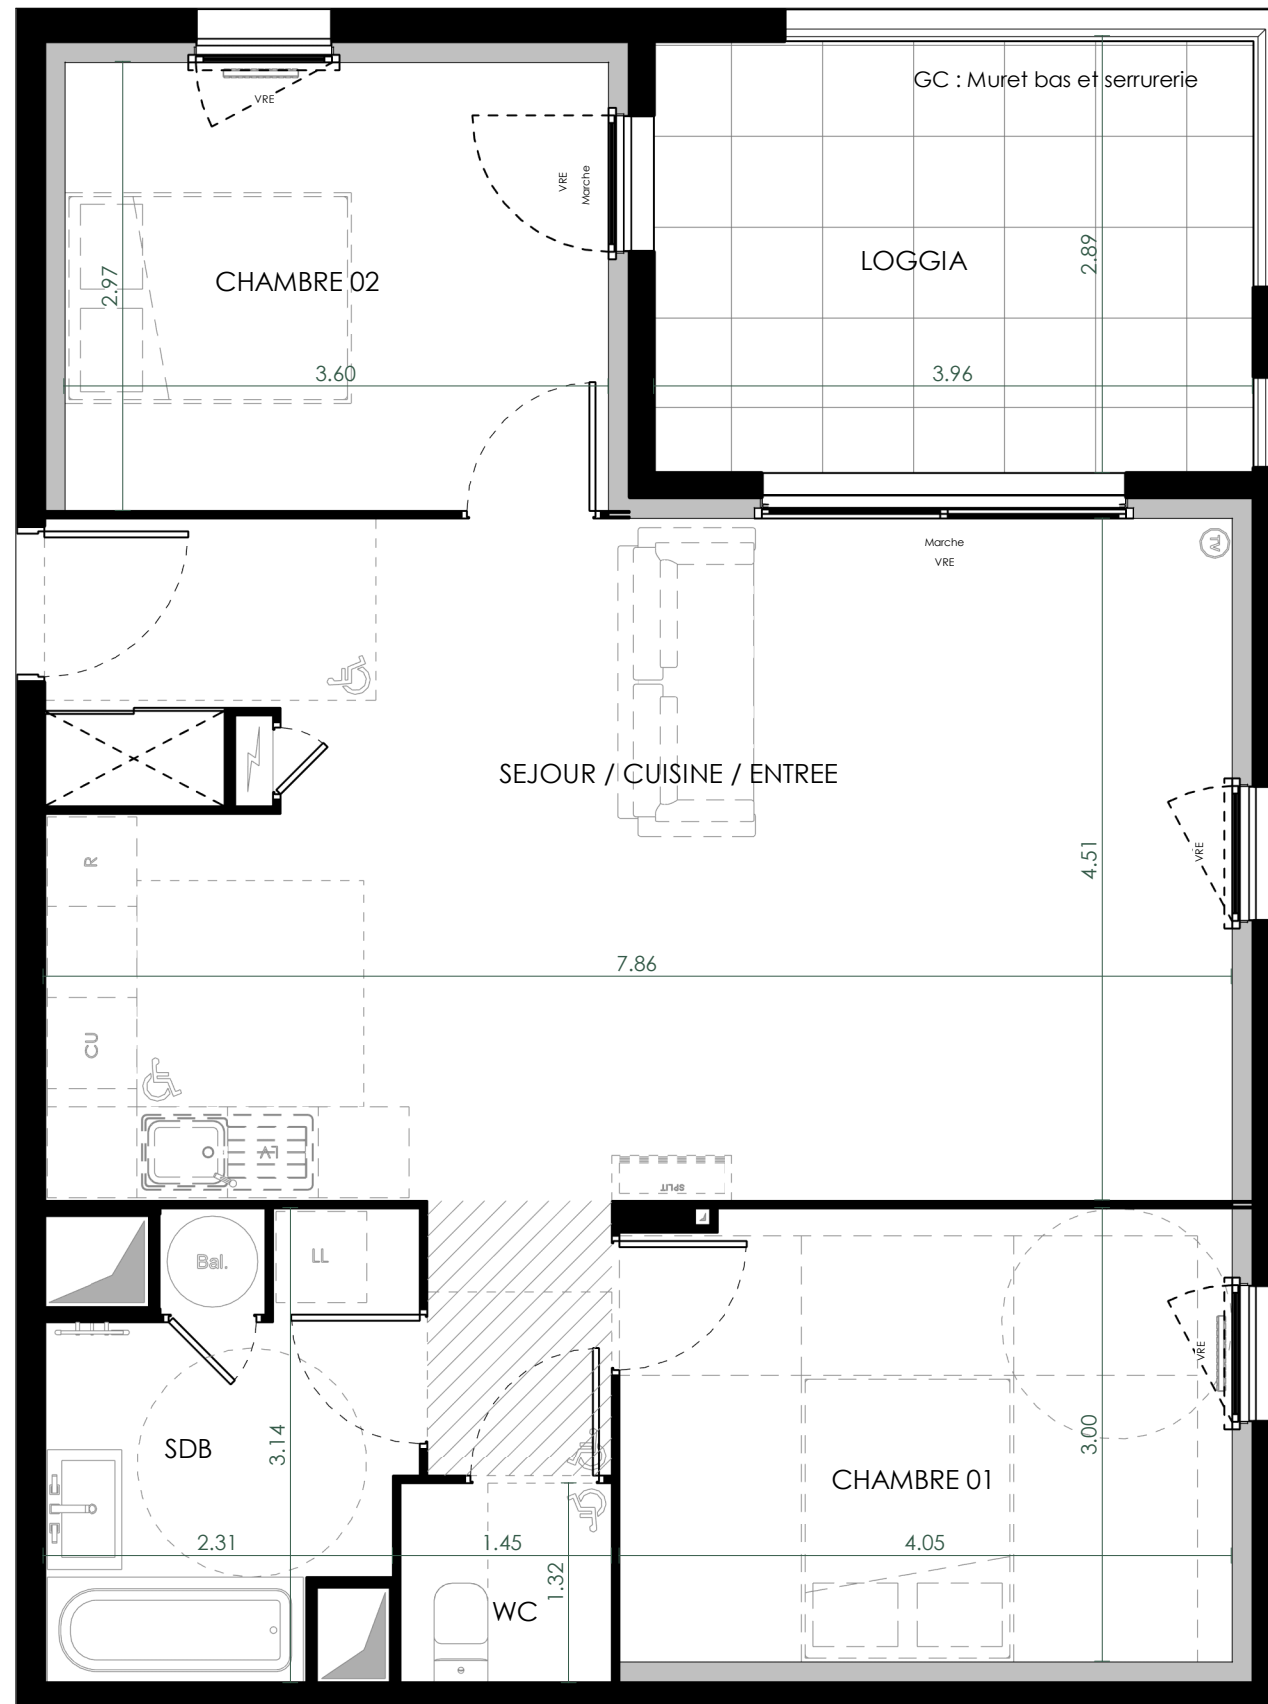 GC : Muret bas et serrurerie
VRE
VRE
Marche
LOGGIA
2.89
CHAMBRE 02
2.97
3.60
3.96
Marche
VRE
TV
SEJOUR / CUISINE / ENTREE
R
VRE
4.51
7.86
CU
LV
SPLIT
Bal.
LL
VRE
SDB
3.14
3.00
CHAMBRE 01
2.31
1.45
4.05
1.32
WC